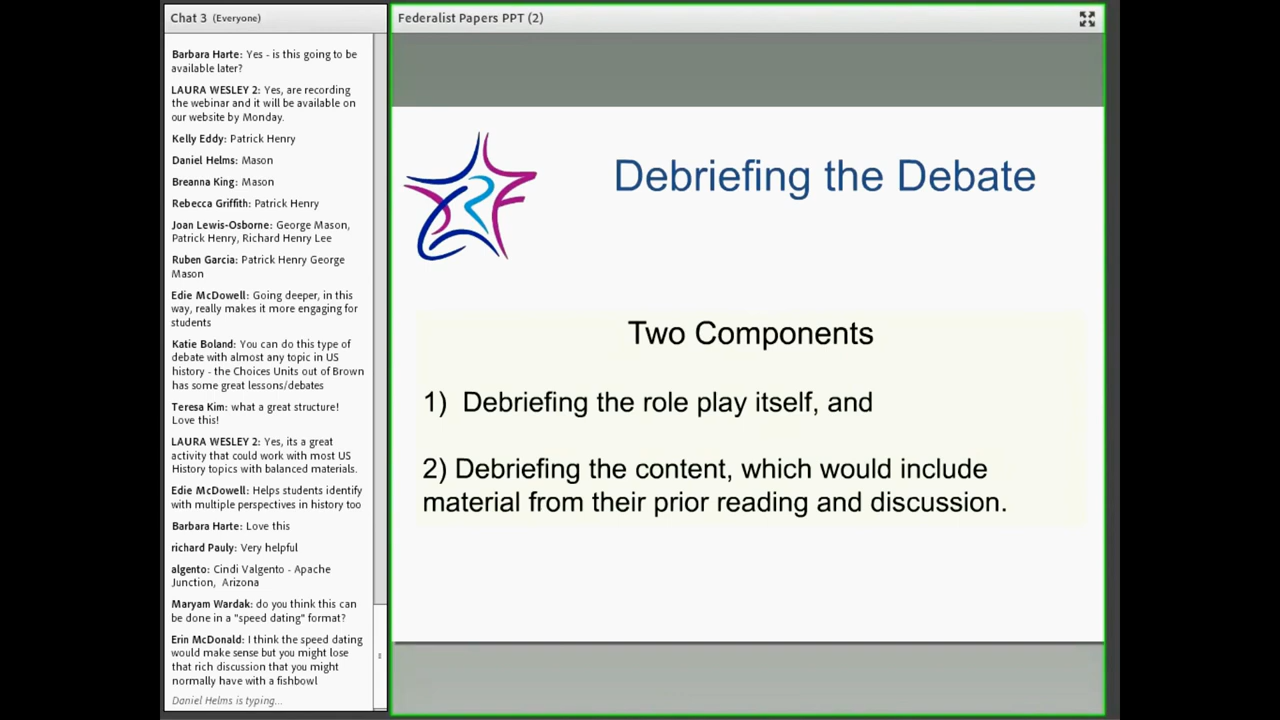 Chat 3 (Everyone)
Barbara Harte: Yes - is this going to be
available later?
LAURA WESLEY 2: Yes, are recording
the webinar and it will be available on
our website by Monday.
Kelly Eddy: Patrick Henry
Daniel Helms: Mason
Breanna King: Mason
Rebecca Griffith: Patrick Henry
Joan Lewis-Osborne: George Mason,
Patrick Henry, Richard Henry Lee
Ruben Garcia: Patrick Henry George
Mason
Edie McDowell: Going deeper, in this
way, really makes it more engaging for
students
Katie Boland: You can do this type of
debate with almost any topic in US
history - the Choices Units out of Brown
has some great lessons/debates
Teresa Kim: what a great structure!
Love this!
LAURA WESLEY 2: Yes, its a great
activity that could work with most US
History topics with balanced materials.
Edie McDowell: Helps students identify
with multiple perspectives in history too
Barbara Harte: Love this
richard Pauly: Very helpful
algento: Cindi Valgento - Apache
Junction, Arizona
Maryam Wardak: do you think this can
be done in a "speed dating" format?
Erin McDonald: I think the speed dating
would make sense but you might lose
that rich discussion that you might
normally have with a fishbowl
Daniel Helms is typing...
Federalist Papers PPT (2)
CRF
Debriefing the Debate
Two Components
1) Debriefing the role play itself, and
2) Debriefing the content, which would include
material from their prior reading and discussion.